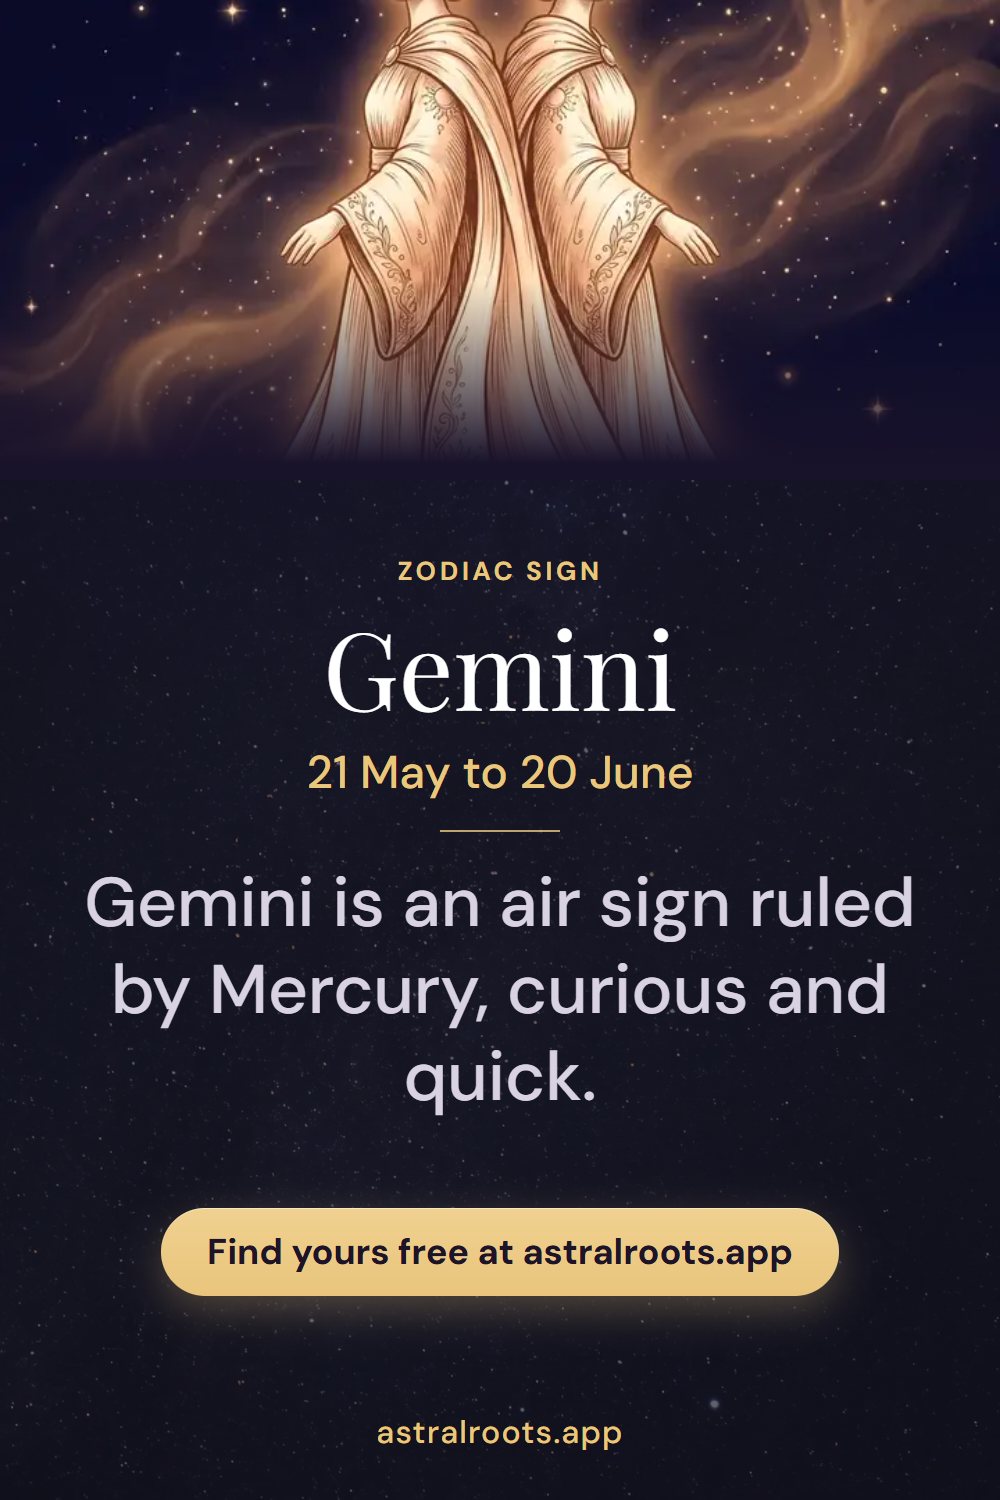 ZODIAC SIGN
Gemini
21 May to 20 June
Gemini is an air sign ruled
by Mercury, curious and
quick.
Find yours free at astralroots.app
astralroots.app